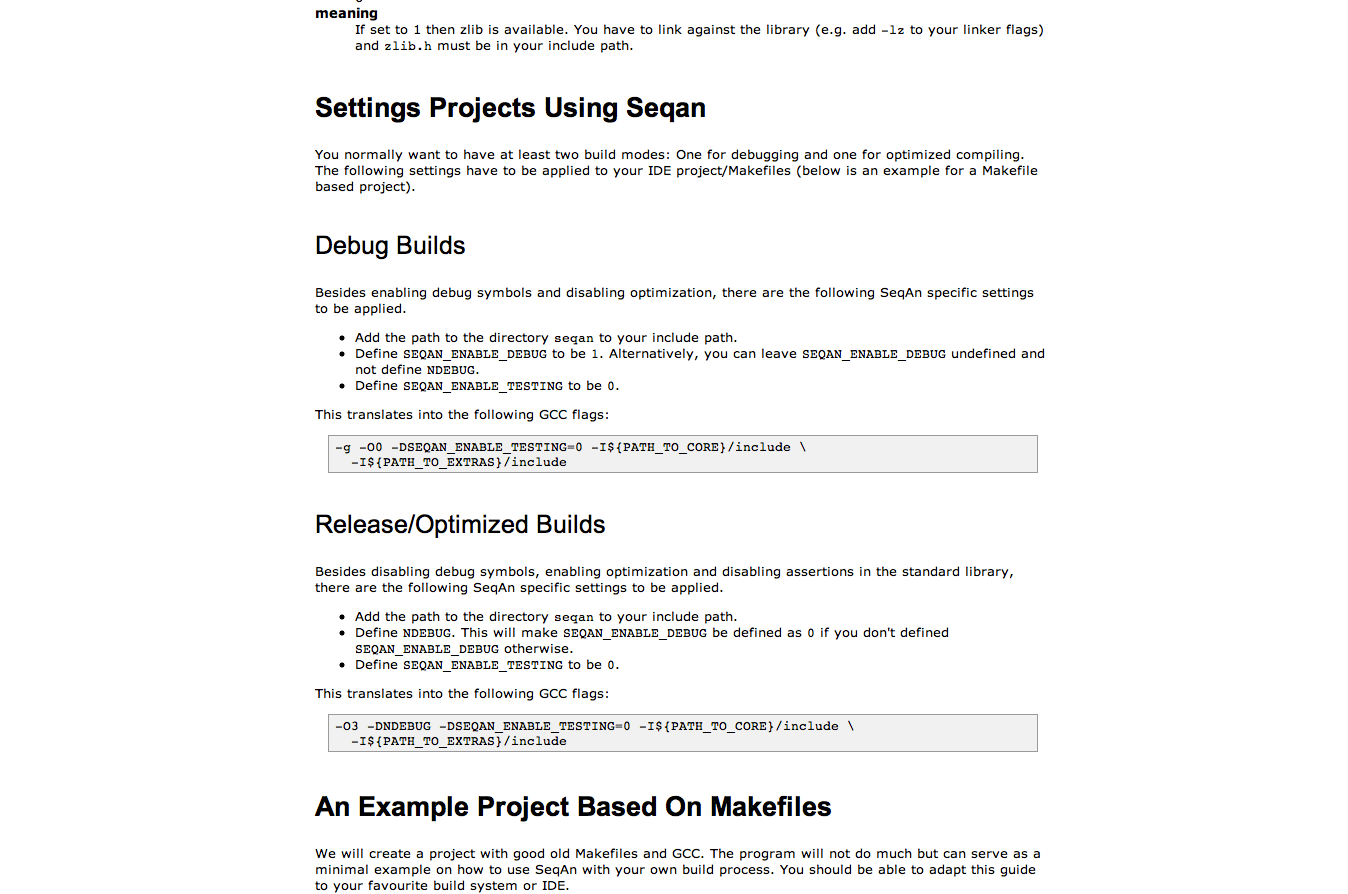 meaning
If set to 1 then zlib is available. You have to link against the library (e.g. add -lz to your linker flags)
and zlib.h must be in your include path.
Settings Projects Using Seqan
You normally want to have at least two build modes: One for debugging and one for optimized compiling.
The following settings have to be applied to your IDE project/Makefiles (below is an example for a Makefile
based project).
Debug Builds
Besides enabling debug symbols and disabling optimization, there are the following SeqAn specific settings
to be applied.
• Add the path to the directory seqan to your include path.
• Define SEQAN_ENABLE_DEBUG to be 1. Alternatively, you can leave SEQAN_ENABLE_DEBUG undefined and
not define NDEBUG.
• Define SEQAN_ENABLE_TESTING to be 0.
This translates into the following GCC flags:
-g -O0 -DSEQAN_ENABLE_TESTING=0 -I${PATH_TO_CORE}/include \
-I${PATH_TO_EXTRAS}/include
Release/Optimized Builds
Besides disabling debug symbols, enabling optimization and disabling assertions in the standard library,
there are the following SeqAn specific settings to be applied.
• Add the path to the directory seqan to your include path.
• Define NDEBUG. This will make SEQAN_ENABLE_DEBUG be defined as 0 if you don't defined
SEQAN_ENABLE_DEBUG otherwise.
• Define SEQAN_ENABLE_TESTING to be 0.
This translates into the following GCC flags:
-O3 -DNDEBUG -DSEQAN_ENABLE_TESTING=0 -I${PATH_TO_CORE}/include \
-I${PATH_TO_EXTRAS}/include
An Example Project Based On Makefiles
We will create a project with good old Makefiles and GCC. The program will not do much but can serve as a
minimal example on how to use SeqAn with your own build process. You should be able to adapt this guide
to your favourite build system or IDE.